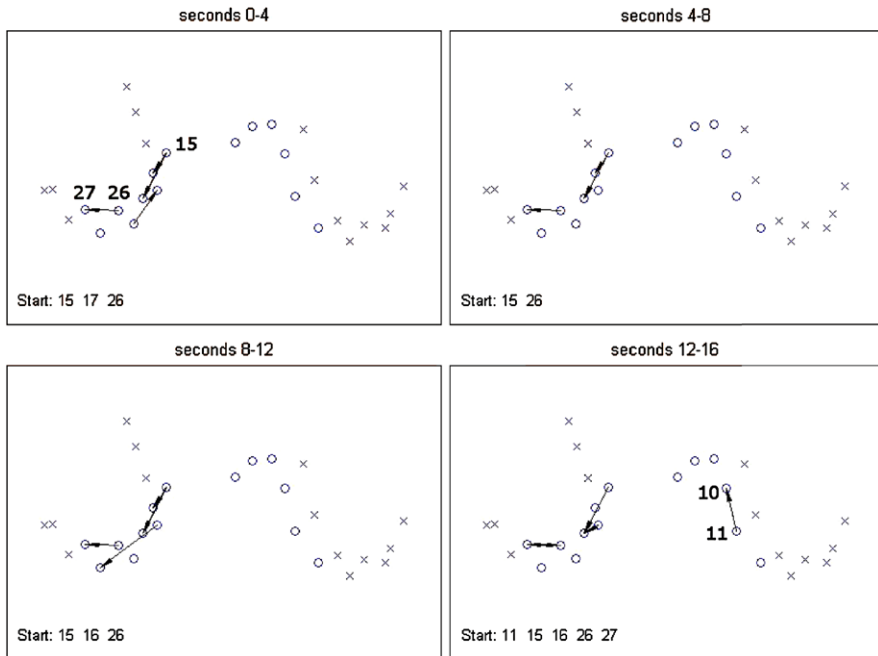 seconds 0-4
seconds 4-8
15
27 26
Start: 15 17 26
Start: 15 26
seconds 8-12
seconds 12-16
10
11
Start: 15 16 26
Start: 11 15 16 26 27